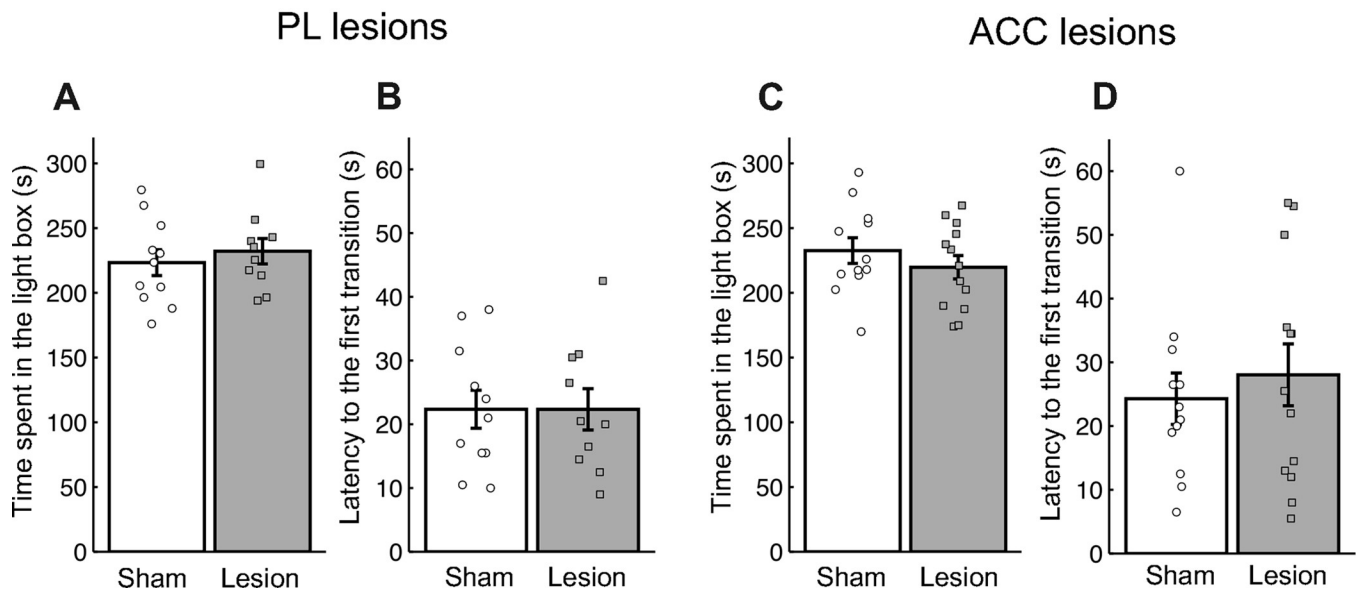 PL lesions
ACC lesions
A
B
C
D
Time spent in the light box (s)
300
250
200
150
100
50
0
Sham Lesion
Latency to the first transition (s)
60
50
40
30
20
10
0
Sham Lesion
Time spent in the light box (s)
300
250
200
150
100
50
0
Sham Lesion
Latency to the first transition (s)
60
50
40
30
20
10
0
Sham Lesion